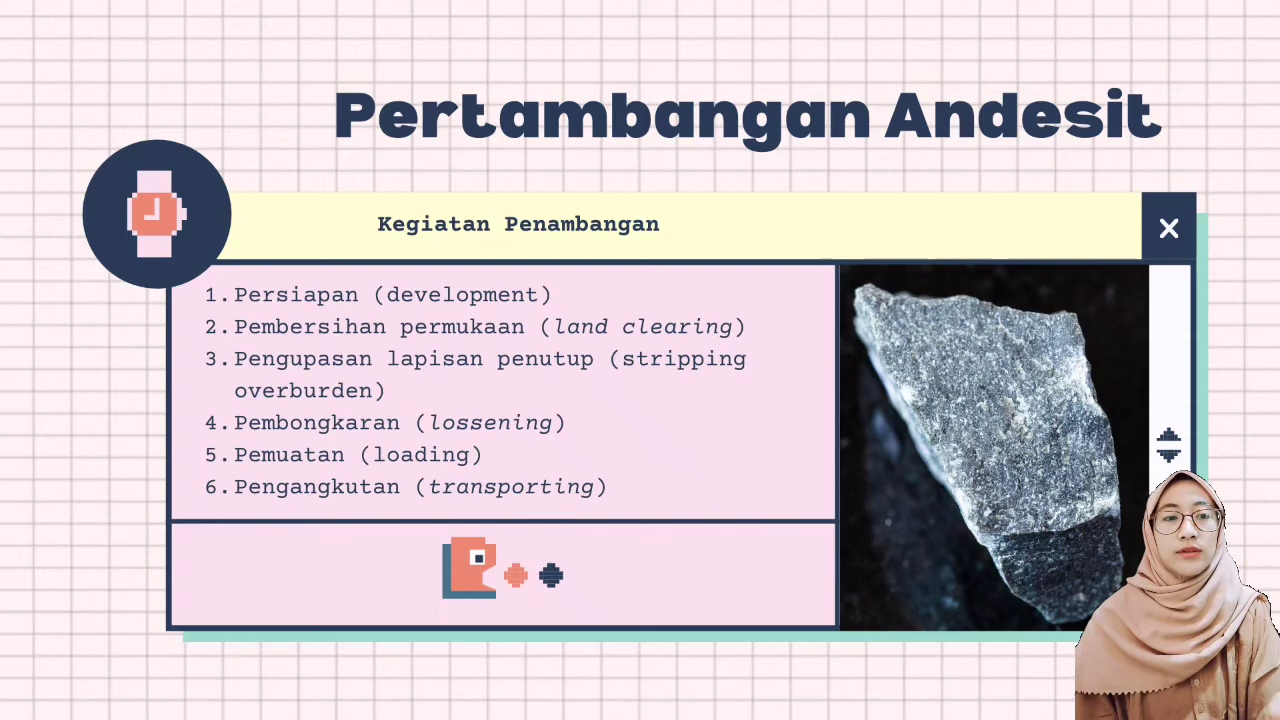 Pertambangan Andesit
Kegiatan Penambangan
1. Persiapan (development)
2. Pembersihan permukaan (land clearing)
3. Pengupasan lapisan penutup (stripping
overburden)
4. Pembongkaran (lossening)
5. Pemuatan (loading)
6. Pengangkutan (transporting)